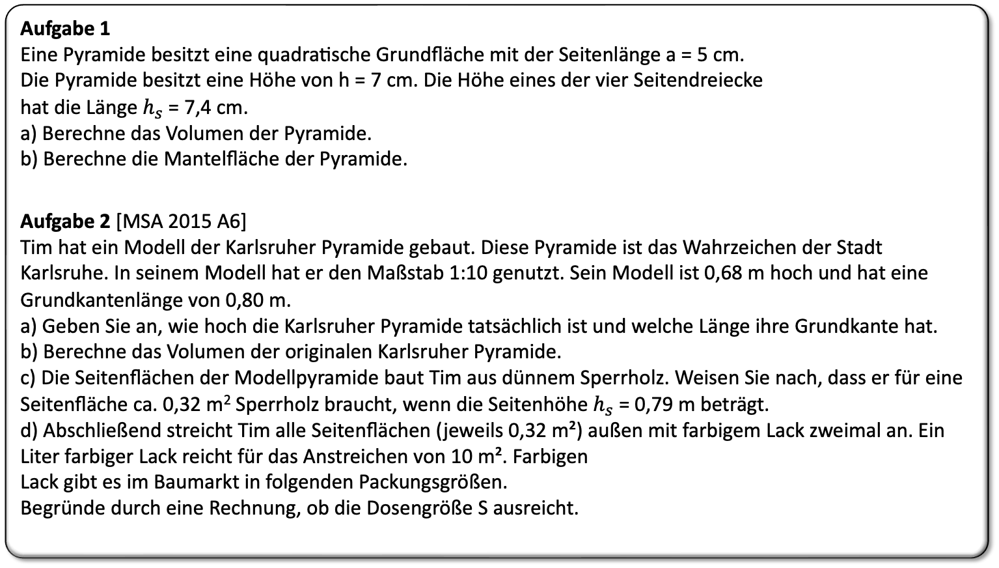 Aufgabe 1
Eine Pyramide besitzt eine quadratische Grundfläche mit der Seitenlänge a = 5 cm.
Die Pyramide besitzt eine Höhe von h = 7 cm. Die Höhe eines der vier Seitendreiecke
hat die Länge hₛ = 7,4 cm.
a) Berechne das Volumen der Pyramide.
b) Berechne die Mantelfläche der Pyramide.
Aufgabe 2 [MSA 2015 A6]
Tim hat ein Modell der Karlsruher Pyramide gebaut. Diese Pyramide ist das Wahrzeichen der Stadt
Karlsruhe. In seinem Modell hat er den Maßstab 1:10 genutzt. Sein Modell ist 0,68 m hoch und hat eine
Grundkantenlänge von 0,80 m.
a) Geben Sie an, wie hoch die Karlsruher Pyramide tatsächlich ist und welche Länge ihre Grundkante hat.
b) Berechne das Volumen der originalen Karlsruher Pyramide.
c) Die Seitenflächen der Modellpyramide baut Tim aus dünnem Sperrholz. Weisen Sie nach, dass er für eine
Seitenfläche ca. 0,32 m² Sperrholz braucht, wenn die Seitenhöhe hₛ = 0,79 m beträgt.
d) Abschließend streicht Tim alle Seitenflächen (jeweils 0,32 m²) außen mit farbigem Lack zweimal an. Ein
Liter farbiger Lack reicht für das Anstreichen von 10 m². Farbigen
Lack gibt es im Baumarkt in folgenden Packungsgrößen.
Begründe durch eine Rechnung, ob die Dosengröße S ausreicht.